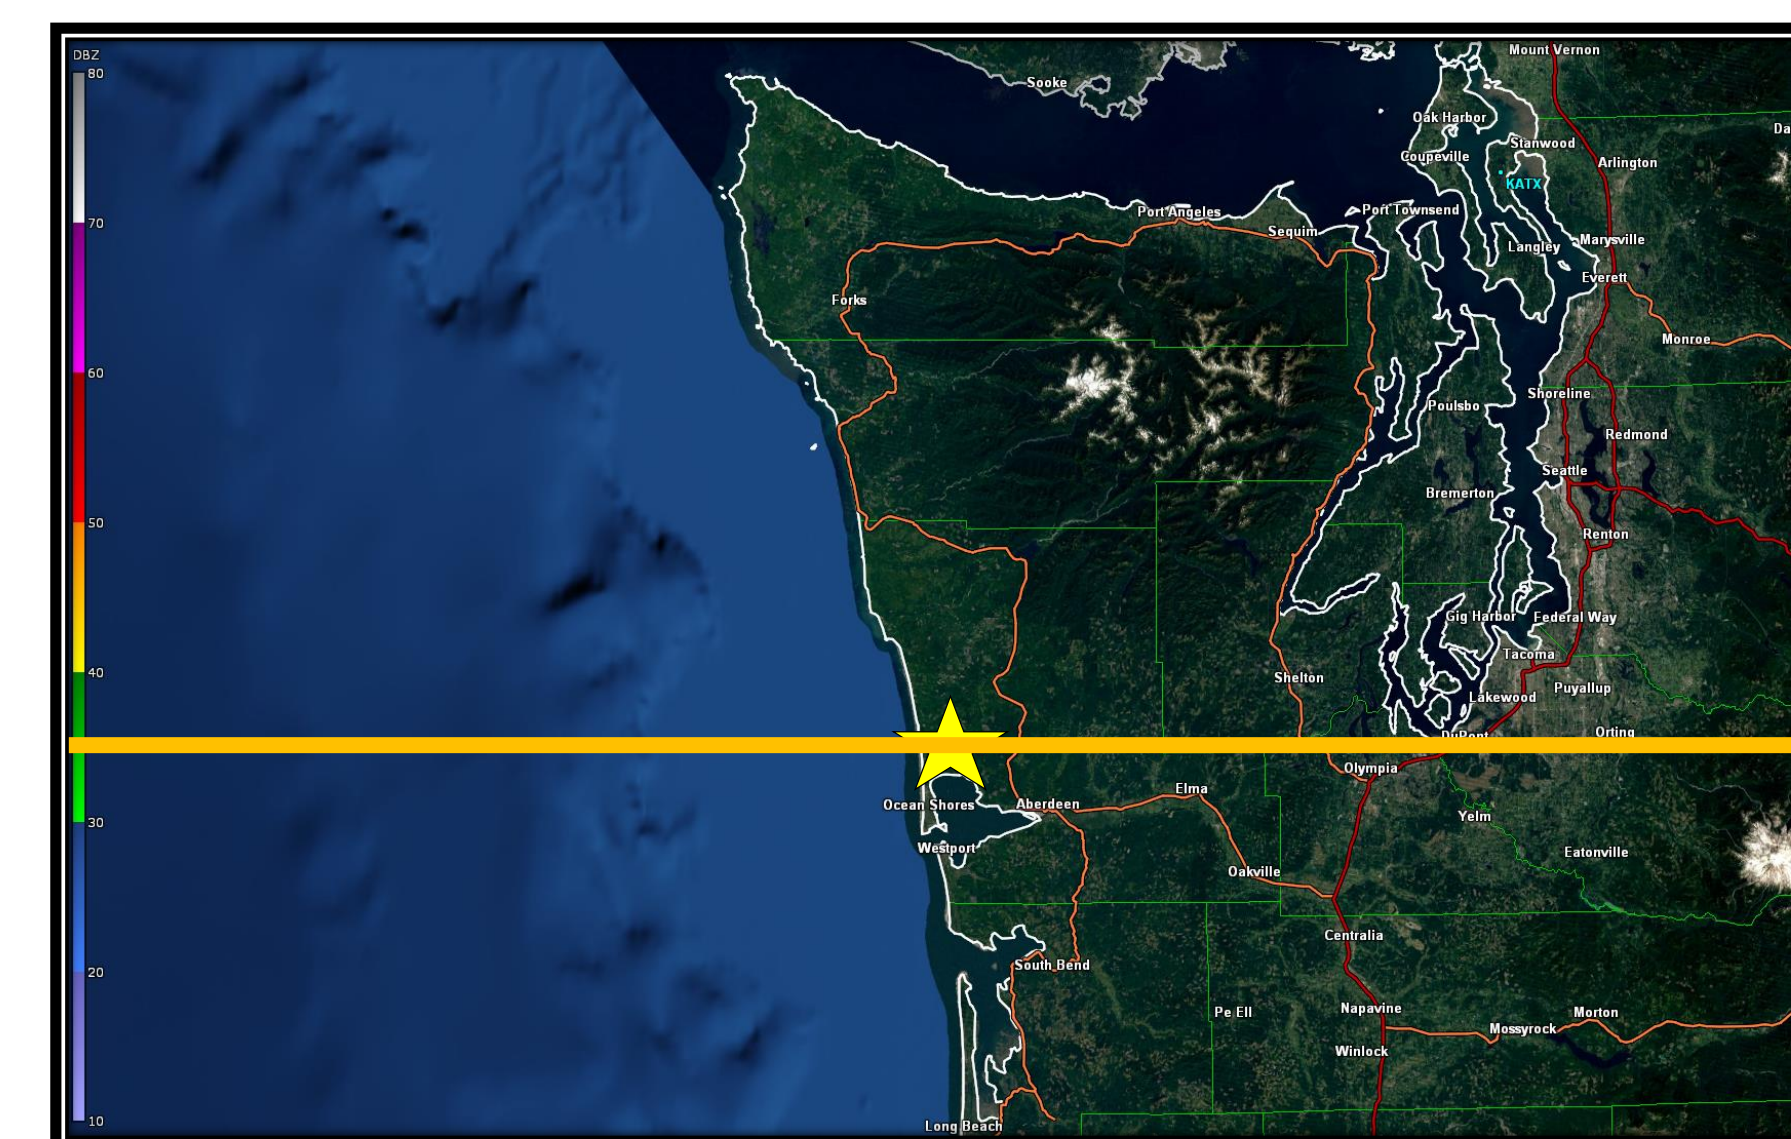 DBZ
80
70
60
50
40
30
20
10
Mount Vernon
Sooke
Oak Harbor
Da
Stanwood
Coupeville
Arlington
KATX
Port Angeles
Port Townsend
Sequim
Langley
Marysville
Everett
Forks
Monroe
Shoreline
Poulsbo
Redmond
Seattle
Bremerton
Renton
Gig Harbor
Federal Way
Tacoma
Shelton
Puyallup
Lakewood
DuPont
Orting
Olympia
Elma
Ocean Shores
Aberdeen
Yelm
Westport
Eatonville
Oakville
Centralia
South Bend
Pe Ell
Napavine
Morton
Mossyrock
Winlock
Long Beach